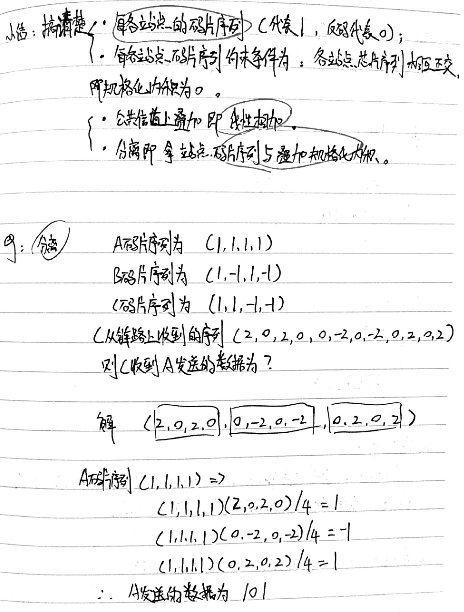 小结：搞清楚 · 每各站点的码片序列（代表1，反码代表0）；
· 每各站点码片序列约束条件为：各站点芯片序列相互正交，
即规格化内积为0。
· 公共信道上叠加即线性相加。
· 分离即拿站点码片序列与叠加规格化内积。
例：分离 A码片序列为 (1,1,1,1)
B码片序列为 (1,-1,1,-1)
C码片序列为 (1,1,-1,-1)
C从链路上收到的序列 (2,0,2,0,0,-2,0,-2,0,2,0,2)
则C收到A发送的数据为？
解 (2,0,2,0),(0,-2,0,-2),(0,2,0,2)
A码片序列 (1,1,1,1) =>
(1,1,1,1)(2,0,2,0)/4=1
(1,1,1,1)(0,-2,0,-2)/4=-1
(1,1,1,1)(0,2,0,2)/4=1
∴ A发送的数据为 101